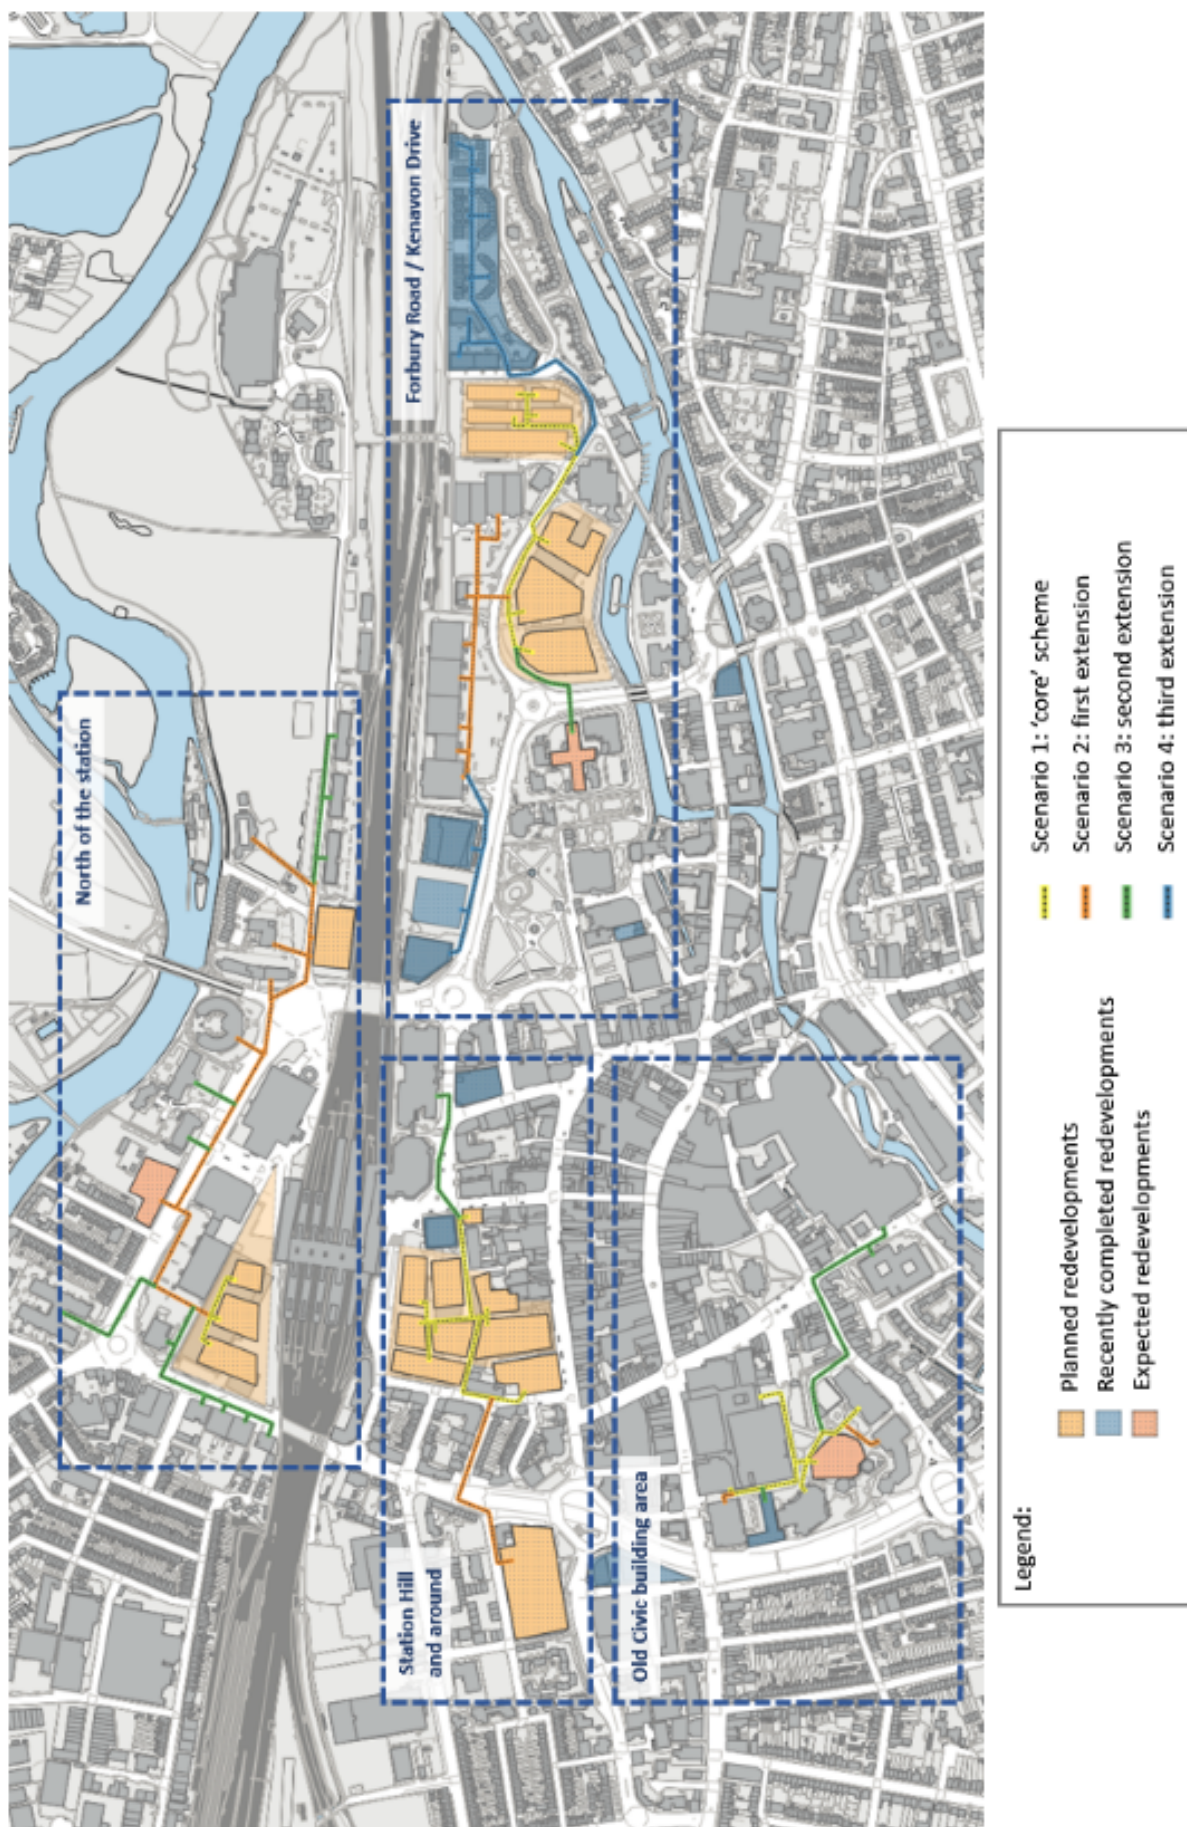 North of the station
Forbury Road / Kenavon Drive
Station Hill
and around
Old Civic building area
Legend:
Planned redevelopments
Recently completed redevelopments
Expected redevelopments
Scenario 1: 'core' scheme
Scenario 2: first extension
Scenario 3: second extension
Scenario 4: third extension